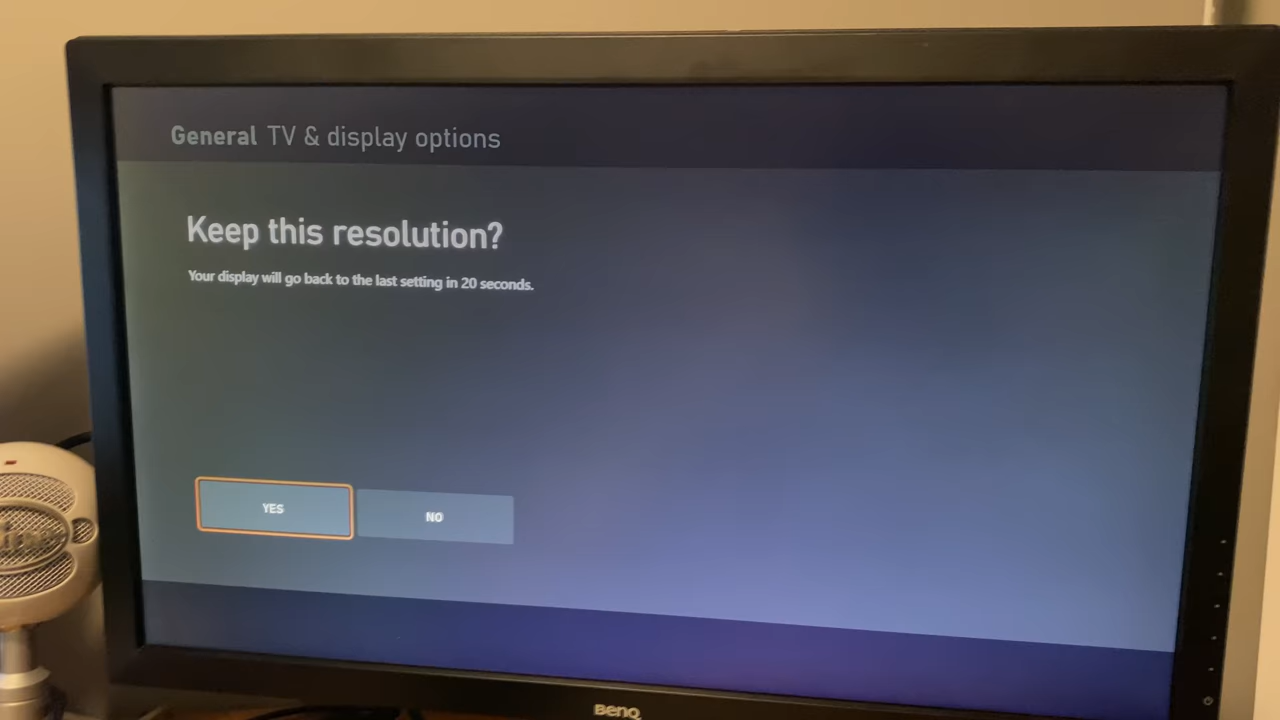 General TV & display options
Keep this resolution?
Your display will go back to the last setting in 20 seconds.
YES
NO
BenQ